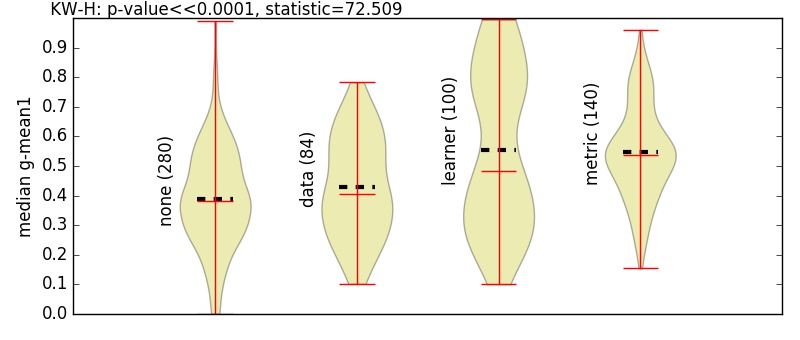 KW-H: p-value<<0.0001, statistic=72.509
median g-mean1
0.9
0.8
0.7
0.6
0.5
0.4
0.3
0.2
0.1
0.0
none (280)
data (84)
learner (100)
metric (140)